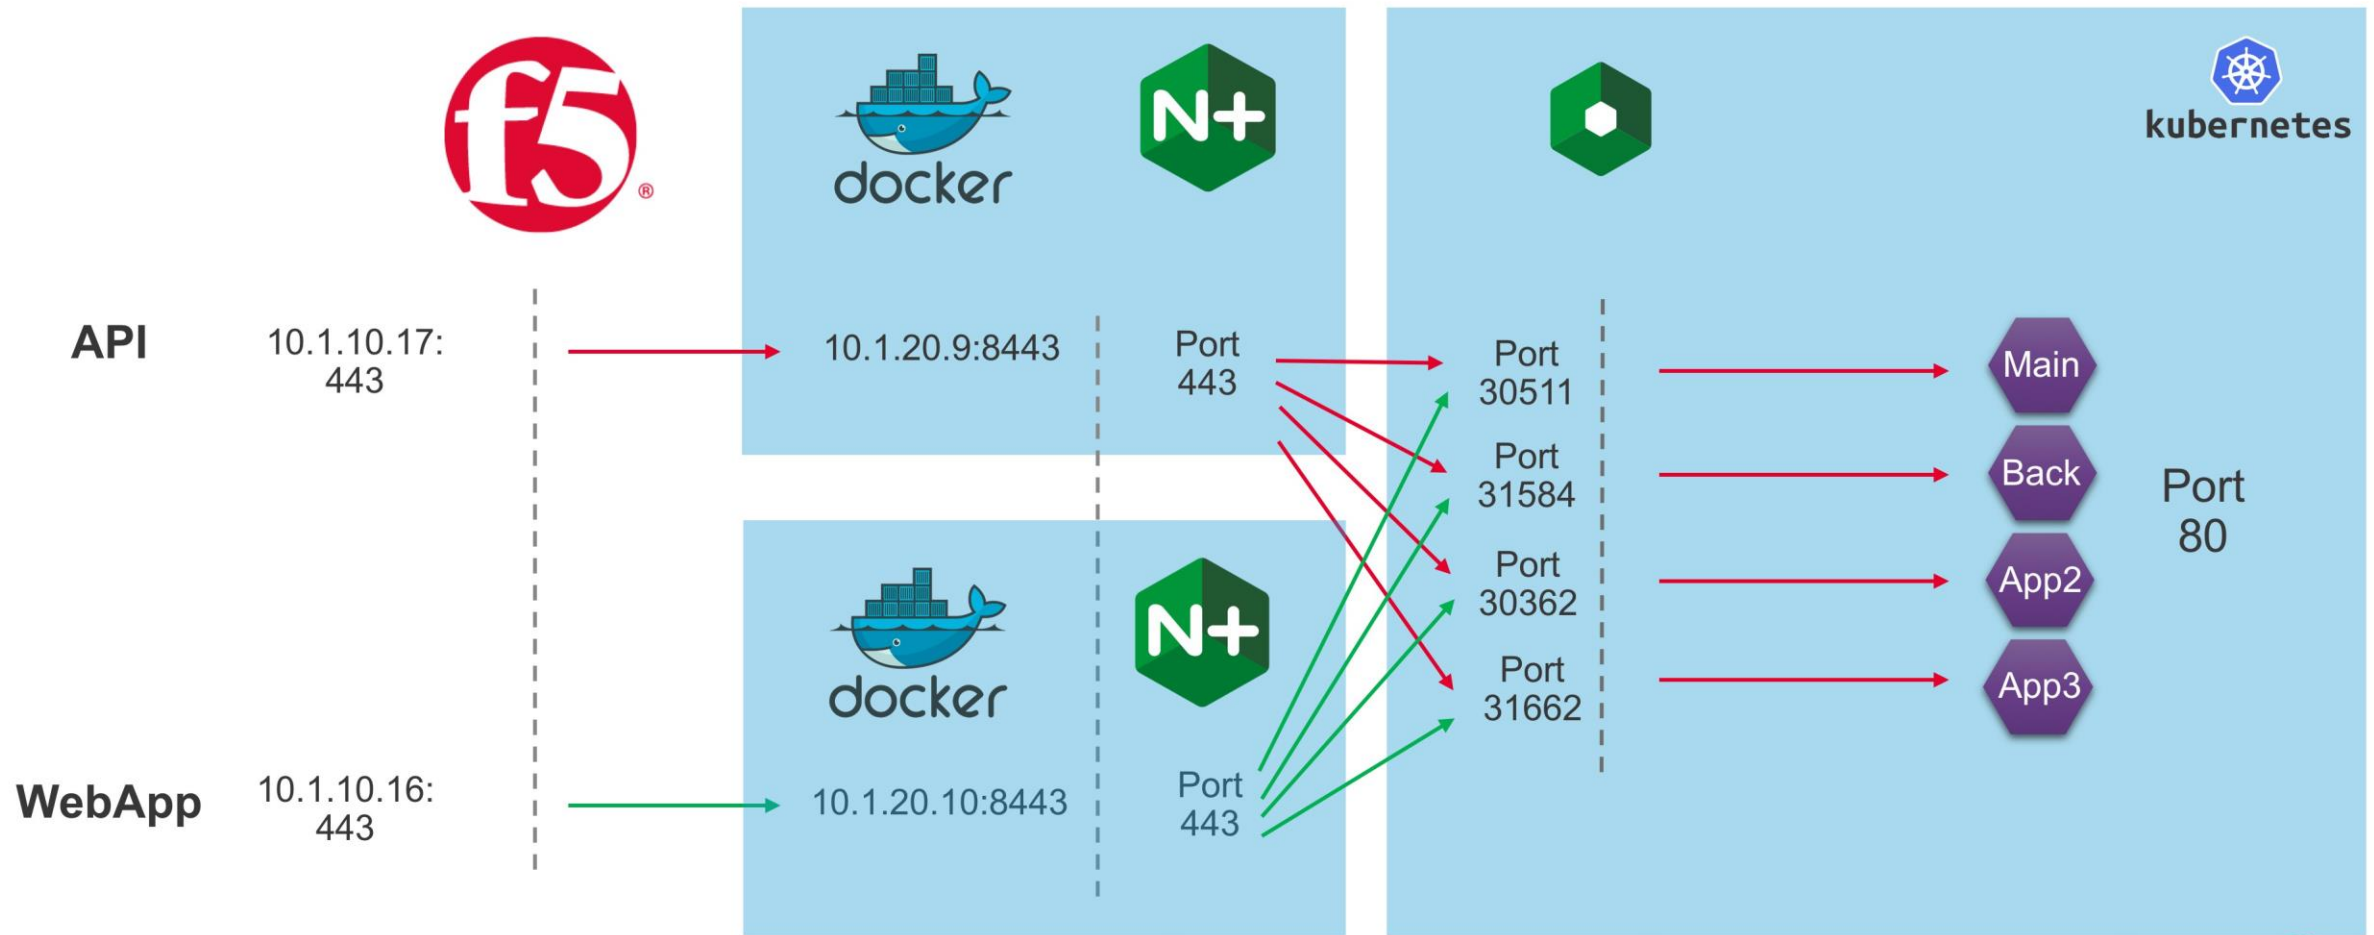 f5
®
docker
N+
kubernetes
API
10.1.10.17:
443
10.1.20.9:8443
Port
443
Port
30511
Port
31584
Port
30362
Port
31662
Main
Back
App2
App3
Port
80
docker
N+
WebApp
10.1.10.16:
443
10.1.20.10:8443
Port
443